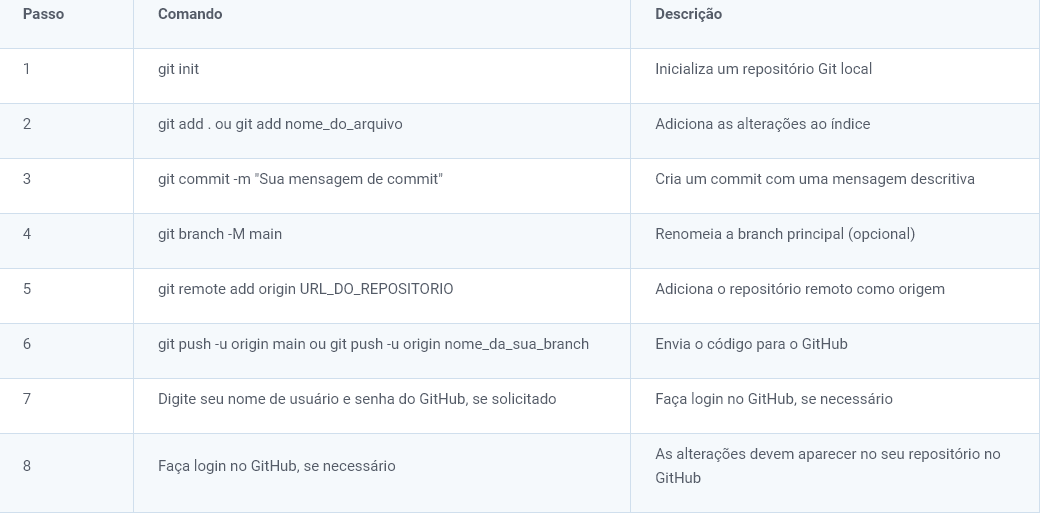 Passo Comando Descrição
1 git init Inicializa um repositório Git local
2 git add . ou git add nome_do_arquivo Adiciona as alterações ao índice
3 git commit -m "Sua mensagem de commit" Cria um commit com uma mensagem descritiva
4 git branch -M main Renomeia a branch principal (opcional)
5 git remote add origin URL_DO_REPOSITORIO Adiciona o repositório remoto como origem
6 git push -u origin main ou git push -u origin nome_da_sua_branch Envia o código para o GitHub
7 Digite seu nome de usuário e senha do GitHub, se solicitado Faça login no GitHub, se necessário
8 Faça login no GitHub, se necessário As alterações devem aparecer no seu repositório no
GitHub